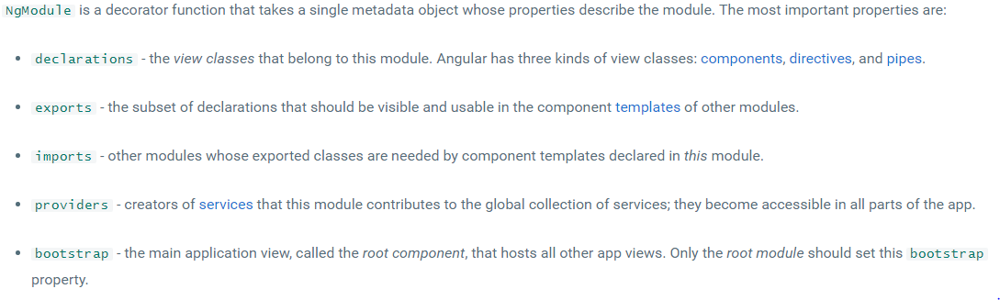 NgModule is a decorator function that takes a single metadata object whose properties describe the module. The most important properties are:
• declarations - the view classes that belong to this module. Angular has three kinds of view classes: components, directives, and pipes.
• exports - the subset of declarations that should be visible and usable in the component templates of other modules.
• imports - other modules whose exported classes are needed by component templates declared in this module.
• providers - creators of services that this module contributes to the global collection of services; they become accessible in all parts of the app.
• bootstrap - the main application view, called the root component, that hosts all other app views. Only the root module should set this bootstrap
property.
.